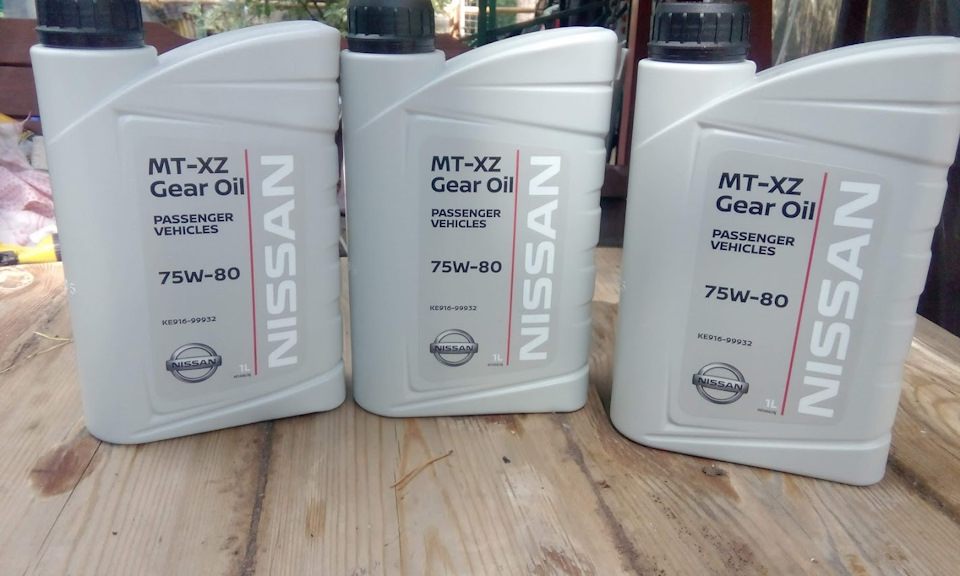 MT-XZ
Gear Oil
PASSENGER
VEHICLES
75W-80
KE916-99932
NISSAN
1L
NISSAN
MT-XZ
Gear Oil
PASSENGER
VEHICLES
75W-80
KE916-99932
NISSAN
1L
NISSAN
MT-XZ
Gear Oil
PASSENGER
VEHICLES
75W-80
KE916-99932
NISSAN
1L
NISSAN